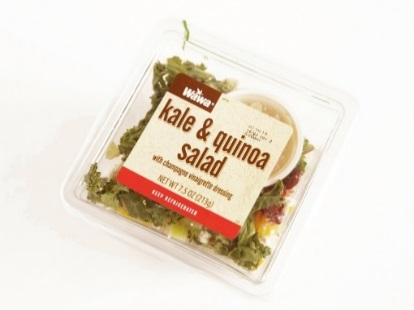 Wawa
kale & quinoa
salad
with champagne vinaigrette dressing
NET WT 7.5 OZ (213g)
KEEP REFRIGERATED